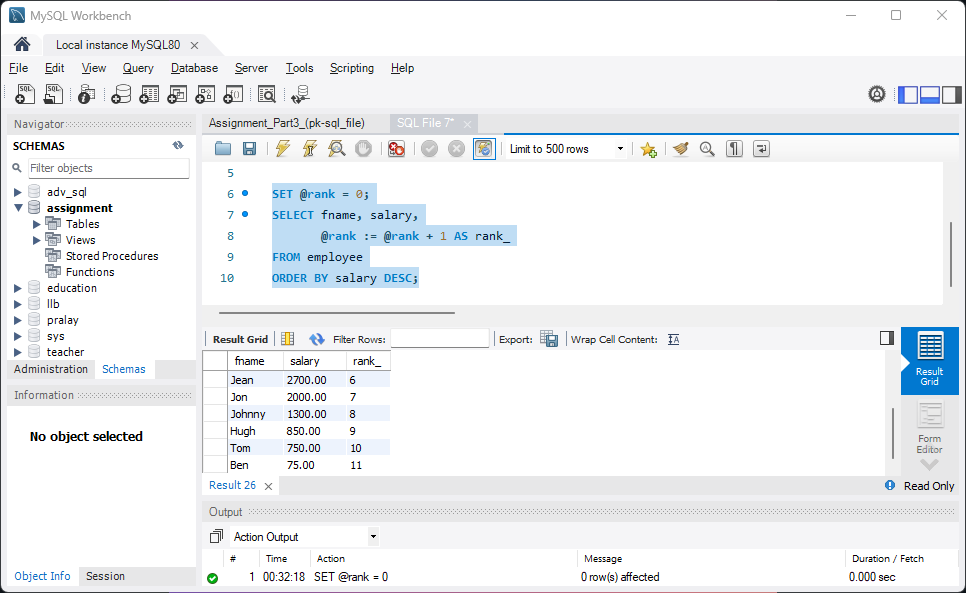 MySQL Workbench
Local instance MySQL80
File Edit View Query Database Server Tools Scripting Help
Navigator
SCHEMAS
Filter objects
adv_sql
assignment
Tables
Views
Stored Procedures
Functions
education
llb
pralay
sys
teacher
Administration Schemas
Information
No object selected
Object Info Session
Assignment_Part3_(pk-sql_file) SQL File 7*
Limit to 500 rows
5
6 SET @rank = 0;
7 SELECT fname, salary,
8 @rank := @rank + 1 AS rank_
9 FROM employee
10 ORDER BY salary DESC;
Result Grid Filter Rows: Export: Wrap Cell Content:
fname salary rank_
Jean 2700.00 6
Jon 2000.00 7
Johnny 1300.00 8
Hugh 850.00 9
Tom 750.00 10
Ben 75.00 11
Result Grid
Form Editor
Result 26
Read Only
Output
Action Output
# Time Action Message Duration / Fetch
1 00:32:18 SET @rank = 0 0 row(s) affected 0.000 sec